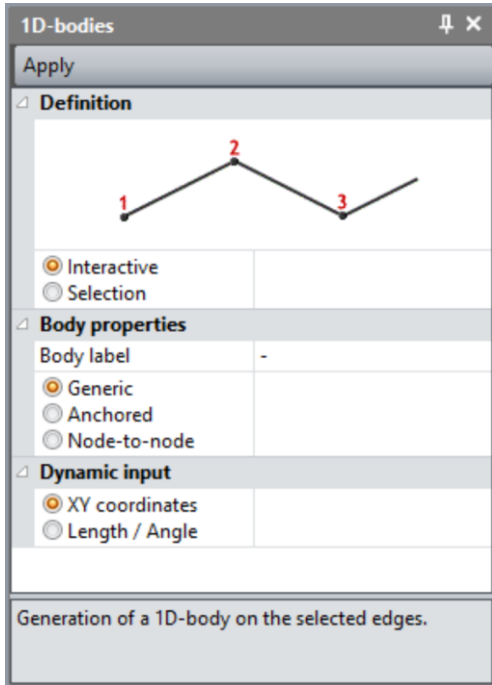 1D-bodies
Apply
Definition
1 2 3
Interactive
Selection
Body properties
Body label -
Generic
Anchored
Node-to-node
Dynamic input
XY coordinates
Length / Angle
Generation of a 1D-body on the selected edges.